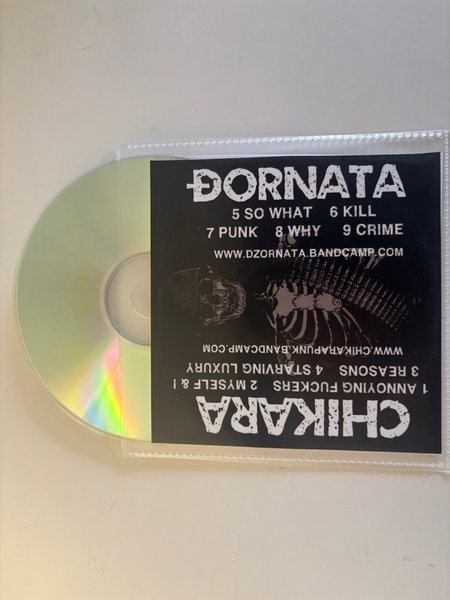 ĐORNATA
5 SO WHAT 6 KILL
7 PUNK 8 WHY 9 CRIME
WWW.DZORNATA.BANDCAMP.COM
CHIKARA
1 ANNOYING FUCKERS 2 MYSELF & I
3 REASONS 4 STARVING LUXURY
WWW.CHIKARAPUNK.BANDCAMP.COM